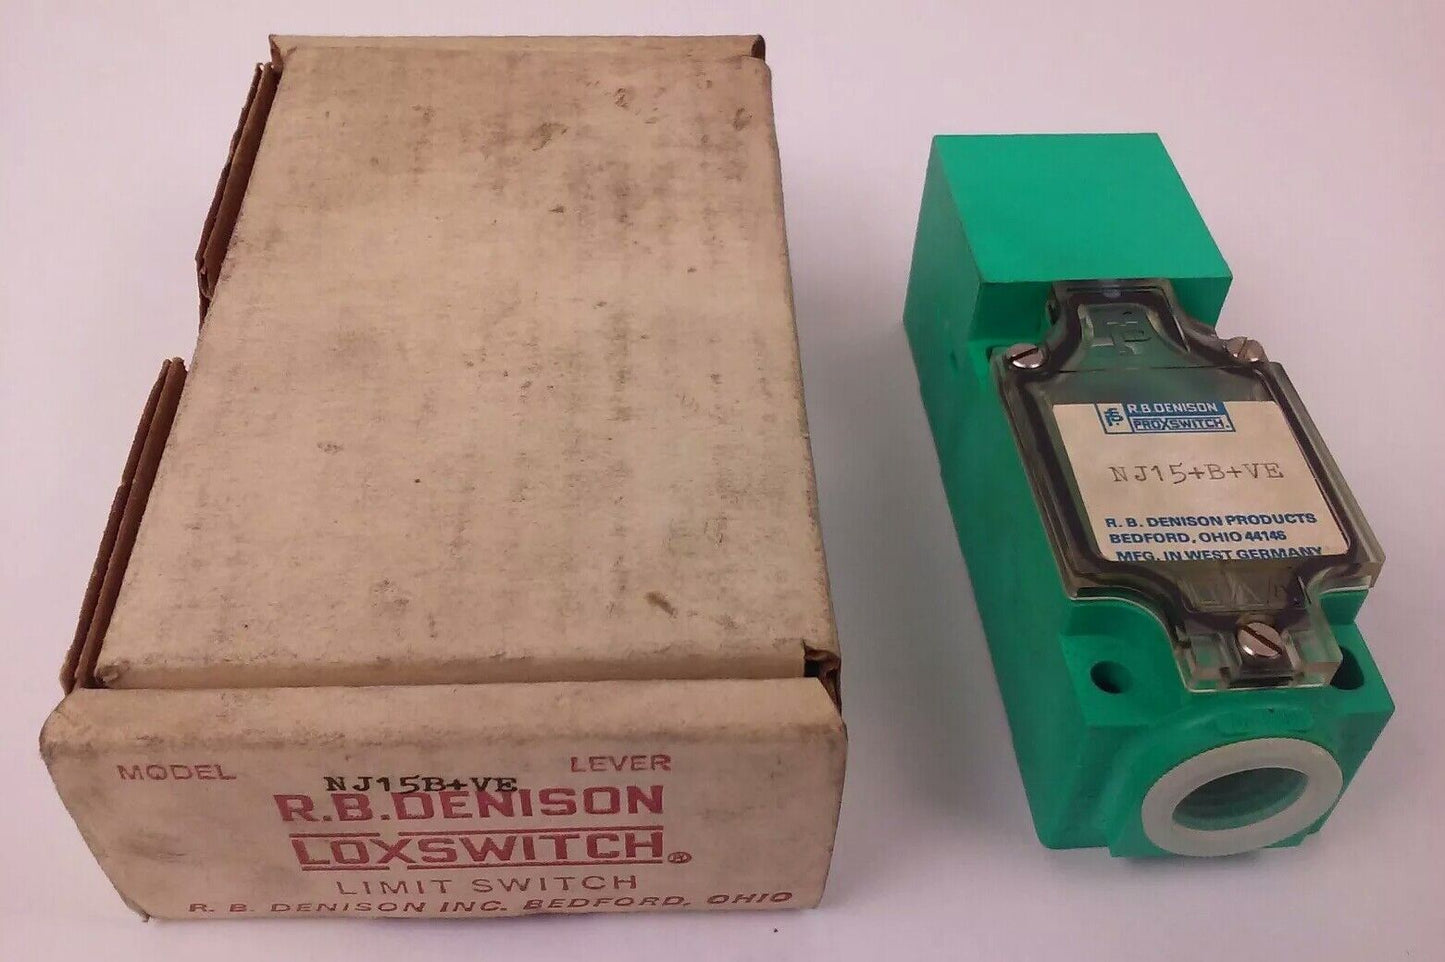 MODEL NJ15B+VE LEVER
R.B.DENISON
LOXSWITCH®
LIMIT SWITCH
R. B. DENISON INC. BEDFORD, OHIO
R.B.DENISON
PROXSWITCH.
NJ15+B+VE
R. B. DENISON PRODUCTS
BEDFORD, OHIO 44146
MFG. IN WEST GERMANY